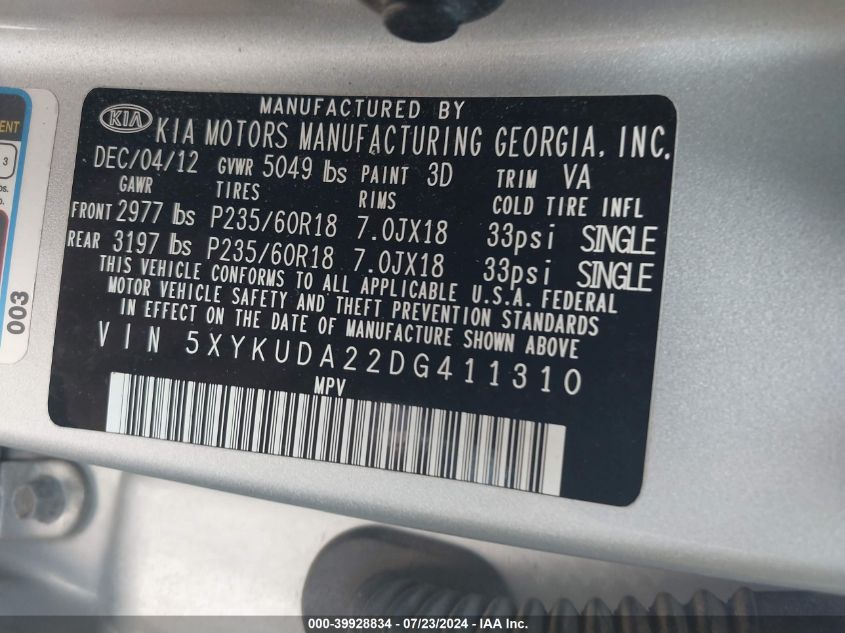 MANUFACTURED BY
KIA KIA MOTORS MANUFACTURING GEORGIA, INC.
DEC/04/12 GVWR 5049 lbs PAINT 3D TRIM VA
GAWR TIRES RIMS COLD TIRE INFL
FRONT 2977 lbs P235/60R18 7.0JX18 33psi SINGLE
REAR 3197 lbs P235/60R18 7.0JX18 33psi SINGLE
THIS VEHICLE CONFORMS TO ALL APPLICABLE U.S.A. FEDERAL
MOTOR VEHICLE SAFETY AND THEFT PREVENTION STANDARDS
IN EFFECT ON THE DATE OF MANUFACTURE SHOWN ABOVE
VIN 5XYKUDA22DG411310
MPV
ENT
3
bs.
003
000-39928834 / 07/23/2024 - IAA Inc.